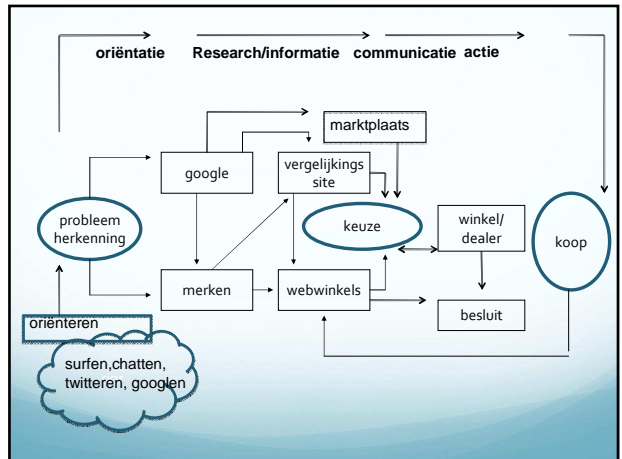 oriëntatie Research/informatie communicatie actie
marktplaats
google
vergelijkings
site
probleem
herkenning
keuze
winkel/
dealer
koop
merken
webwinkels
besluit
oriënteren
surfen,chatten,
twitteren, googlen